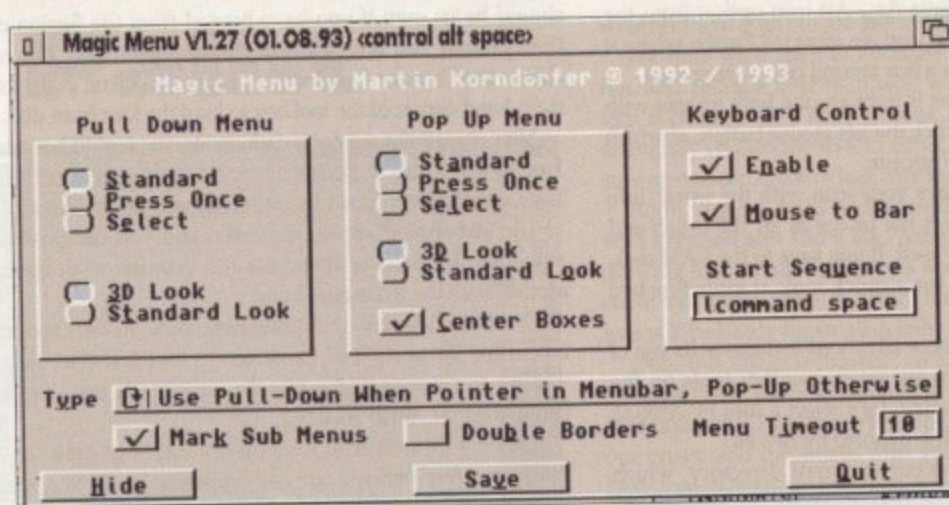 Magic Menu V1.27 (01.08.93) <control alt space>
Magic Menu by Martin Korndörfer © 1992 / 1993
Pull Down Menu
Standard
Press Once
Select
3D Look
Standard Look
Pop Up Menu
Standard
Press Once
Select
3D Look
Standard Look
Center Boxes
Keyboard Control
Enable
Mouse to Bar
Start Sequence
lcommand space
Type Use Pull-Down When Pointer in Menubar, Pop-Up Otherwise
Mark Sub Menus Double Borders Menu Timeout 10
Hide Save Quit